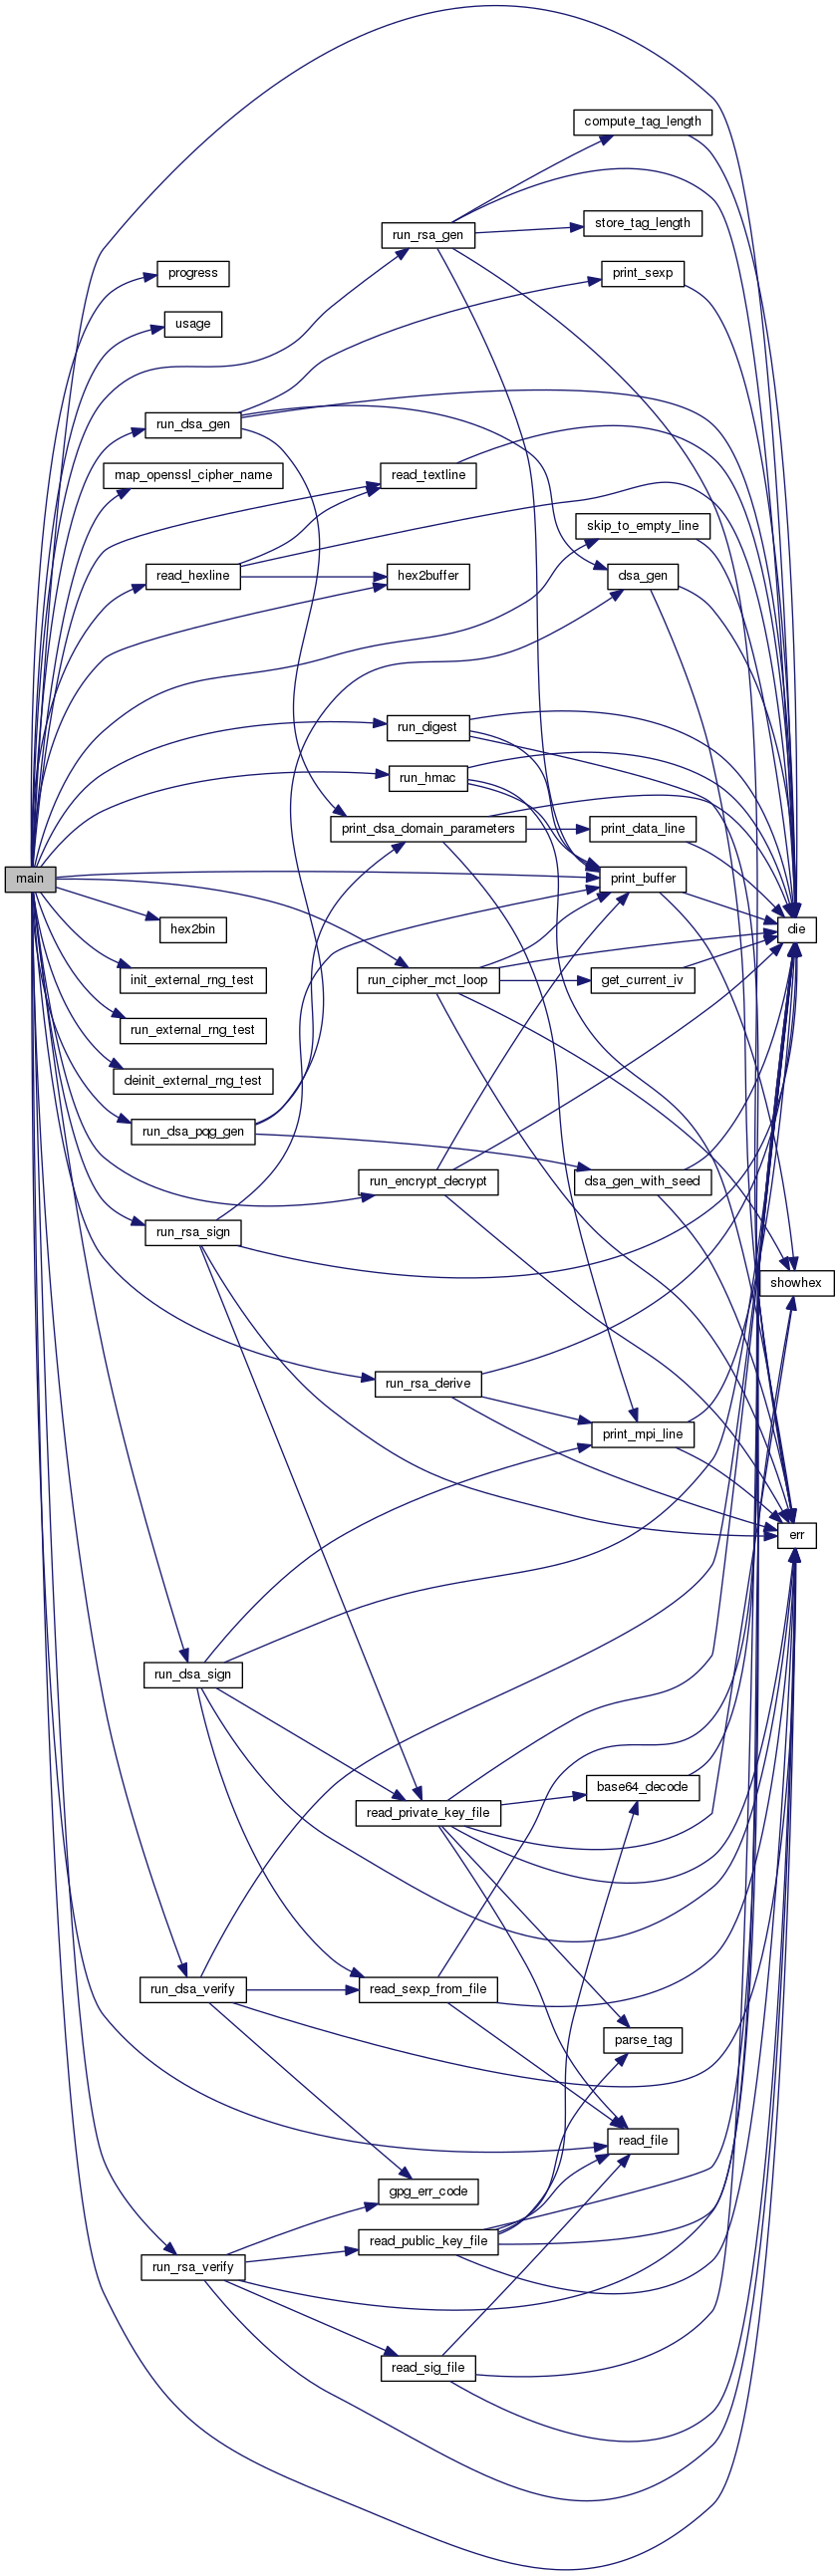 compute_tag_length
store_tag_length
run_rsa_gen
print_sexp
progress
usage
run_dsa_gen
map_openssl_cipher_name
read_textline
skip_to_empty_line
read_hexline
hex2buffer
dsa_gen
run_digest
run_hmac
print_dsa_domain_parameters
print_data_line
main
print_buffer
hex2bin
die
init_external_rng_test
run_cipher_mct_loop
get_current_iv
run_external_rng_test
deinit_external_rng_test
run_dsa_pqg_gen
run_encrypt_decrypt
dsa_gen_with_seed
run_rsa_sign
showhex
run_rsa_derive
print_mpi_line
err
run_dsa_sign
base64_decode
read_private_key_file
run_dsa_verify
read_sexp_from_file
parse_tag
read_file
gpg_err_code
read_public_key_file
run_rsa_verify
read_sig_file